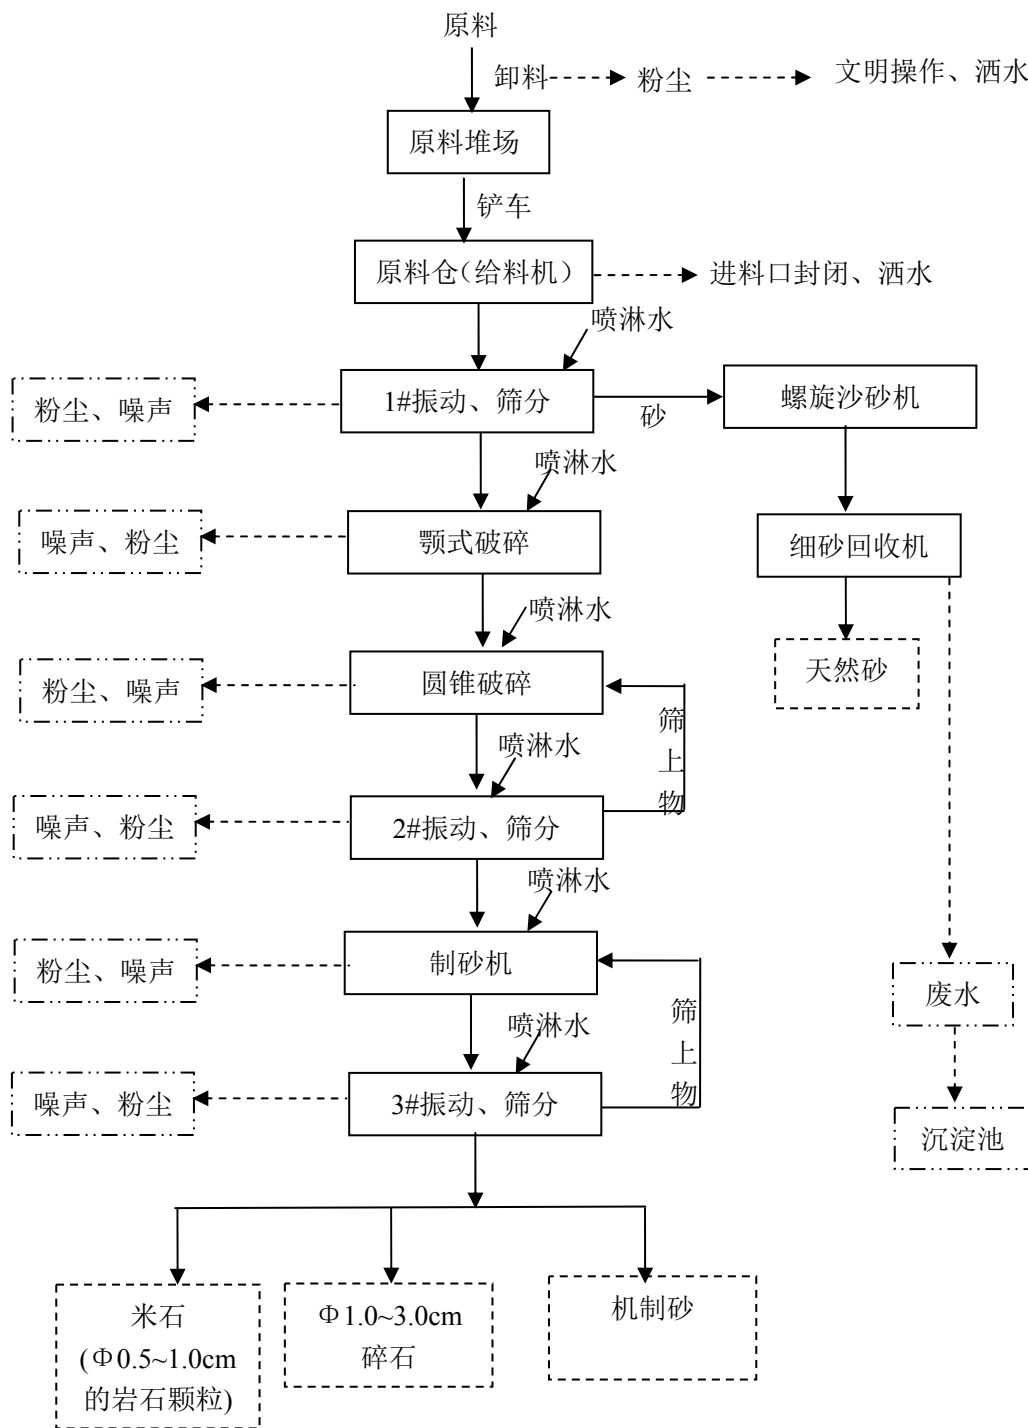 原料
卸料
粉尘
文明操作、洒水
原料堆场
铲车
原料仓（给料机）
进料口封闭、洒水
喷淋水
粉尘、噪声
1#振动、筛分
砂
螺旋沙砂机
喷淋水
噪声、粉尘
颚式破碎
细砂回收机
喷淋水
粉尘、噪声
圆锥破碎
筛上物
天然砂
喷淋水
噪声、粉尘
2#振动、筛分
喷淋水
粉尘、噪声
制砂机
筛上物
废水
喷淋水
噪声、粉尘
3#振动、筛分
沉淀池
米石
(Φ0.5~1.0cm
的岩石颗粒)
Φ1.0~3.0cm
碎石
机制砂